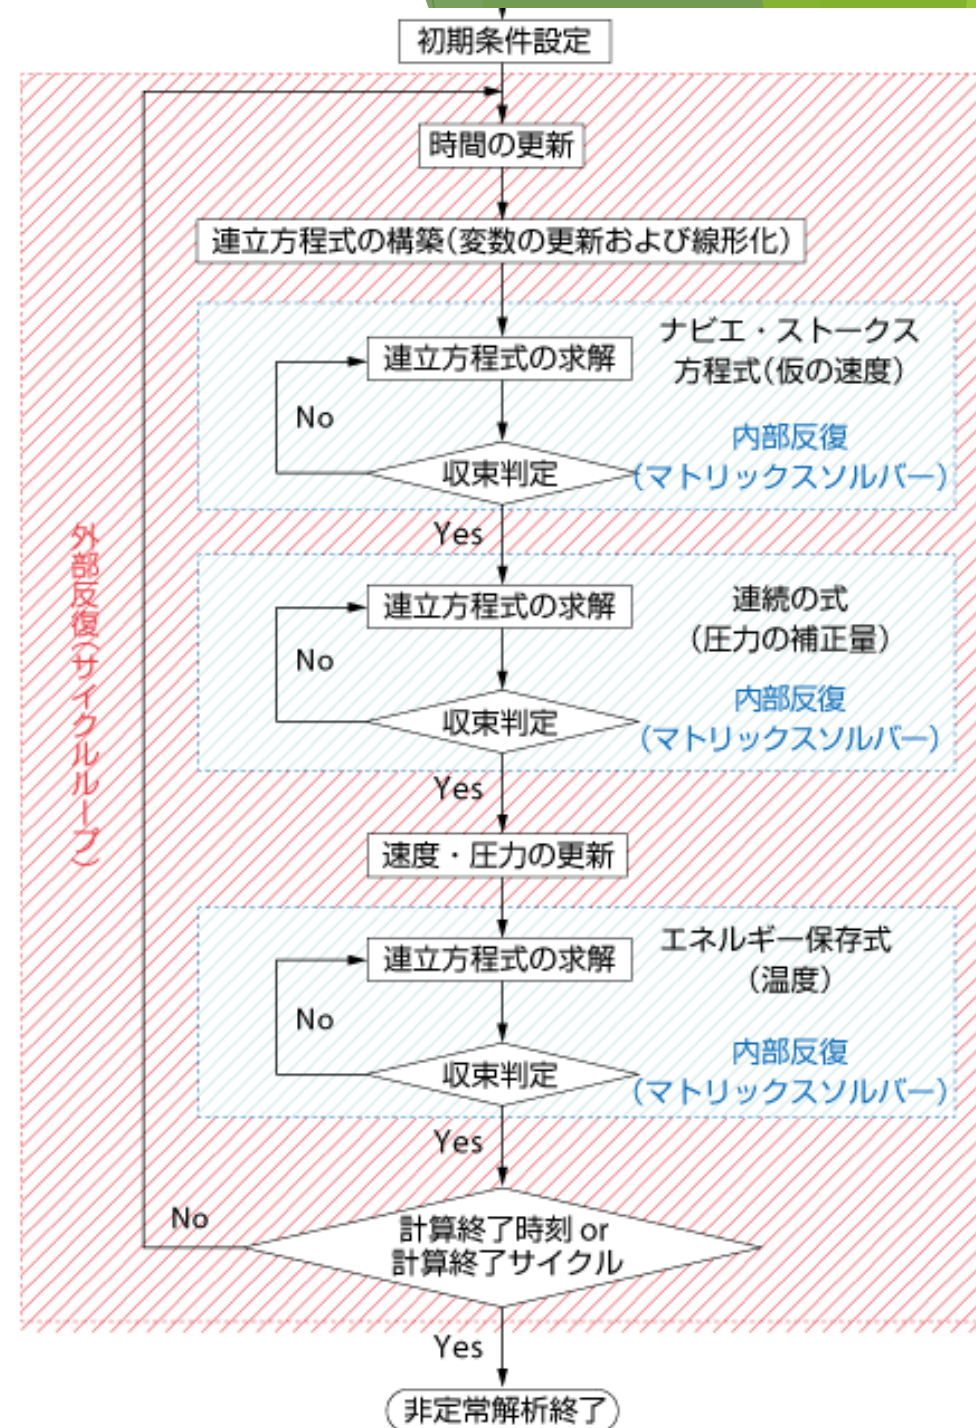 初期条件設定
時間の更新
連立方程式の構築(変数の更新および線形化)
連立方程式の求解
ナビエ・ストークス
方程式(仮の速度)
No
内部反復
(マトリックスソルバー)
収束判定
Yes
外部反復(サイクルループ)
連立方程式の求解
連続の式
(圧力の補正量)
No
内部反復
(マトリックスソルバー)
収束判定
Yes
速度・圧力の更新
連立方程式の求解
エネルギー保存式
(温度)
No
内部反復
(マトリックスソルバー)
収束判定
Yes
No
計算終了時刻 or
計算終了サイクル
Yes
非定常解析終了